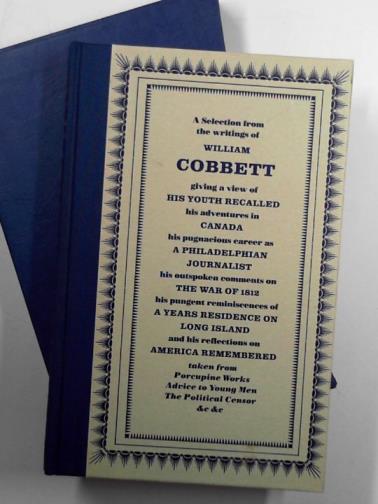 A Selection from
the writings of
WILLIAM
COBBETT
giving a view of
HIS YOUTH RECALLED
his adventures in
CANADA
his pugnacious career as
A PHILADELPHIAN
JOURNALIST
his outspoken comments on
THE WAR OF 1812
his pungent reminiscences of
A YEARS RESIDENCE ON
LONG ISLAND
and his reflections on
AMERICA REMEMBERED
taken from
Porcupine Works
Advice to Young Men
The Political Censor
&c &c